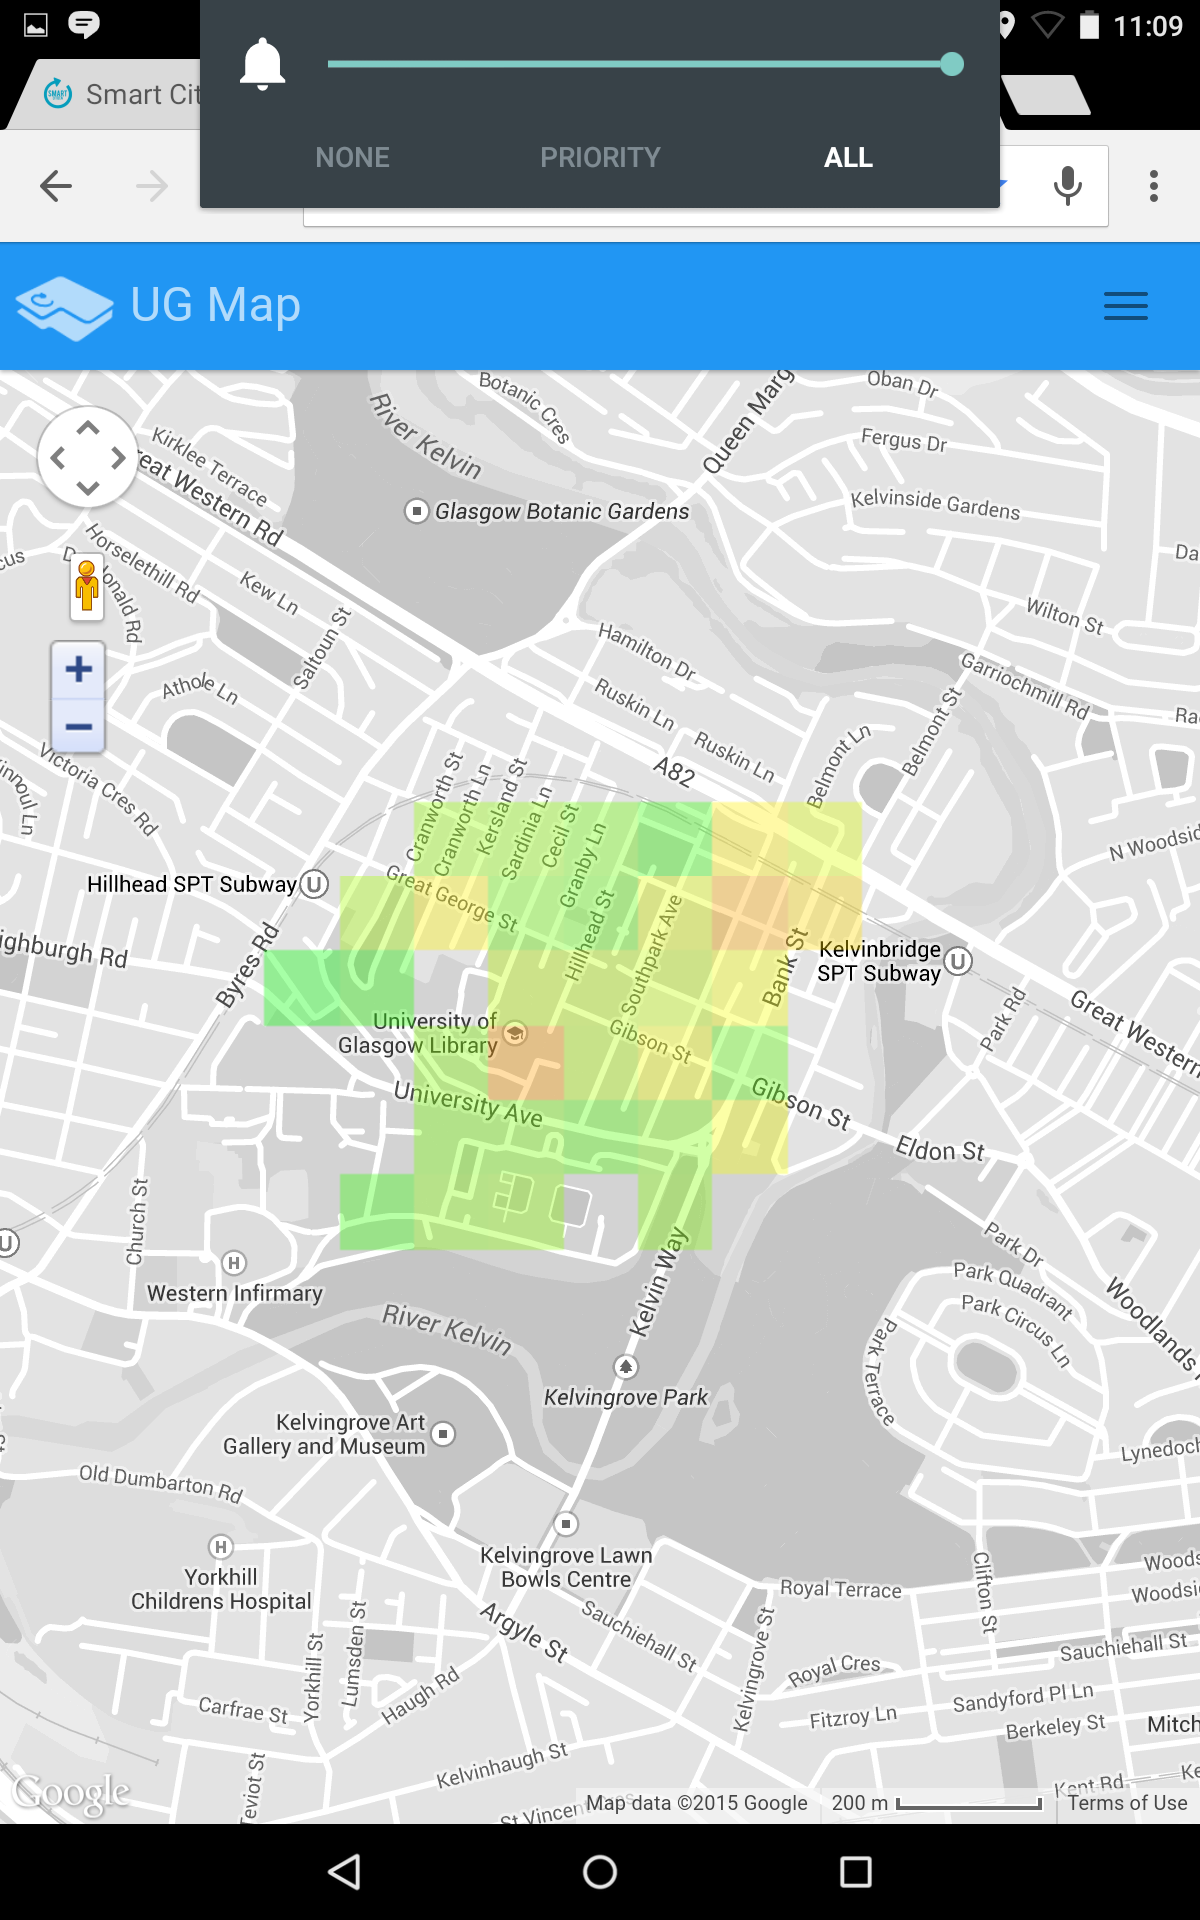 11:09
Smart Cit
SMART
NONE PRIORITY ALL
UG Map
Botanic Cres
Oban Dr
River Kelvin
Queen Marg
Fergus Dr
Kirklee Terrace
eat Western Rd
Kelvinside Gardens
Glasgow Botanic Gardens
Horselethill Rd
cus
Da
Kew Ln
Saltoun St
Wilton St
Hamilton Dr
Garriochmill Rd
Athole Ln
Ruskin Ln
Ra
Belmont St
Ruskin Ln
Belmont Ln
Victoria Cres Rd
A82
Cranworth St
Cranworth Ln
Kersland St
Sardinia Ln
Cecil St
Granby Ln
N Woodsid
Hillhead SPT Subway
U
Great George St
Hillhead St
Southpark Ave
Bank St
ighburgh Rd
Byres Rd
Kelvinbridge
SPT Subway
U
Park Rd
Great Western
University of
Glasgow Library
Gibson St
University Ave
Gibson St
Eldon St
Church St
U
H
Western Infirmary
Kelvin Way
Park Dr
Park Quadrant
Park Circus Ln
Woodlands
Park Terrace
River Kelvin
Kelvingrove Park
Kelvingrove Art
Gallery and Museum
Lynedoch
Old Dumbarton Rd
H
Yorkhill
Childrens Hospital
Kelvingrove Lawn
Bowls Centre
Royal Terrace
Clifton St
Woods
Woodsi
Argyle St
Sauchiehall St
Kelvingrove St
Sauchiehall St
Yorkhill St
Lumsden St
Haugh Rd
Royal Cres
Carfrae St
Fitzroy Ln
Sandyford Pl Ln
Berkeley St
Mitch
Kelvinhaugh St
Teviot St
Kent Rd
Ke
Google
St Vincen
Map data ©2015 Google
200 m
Terms of Use